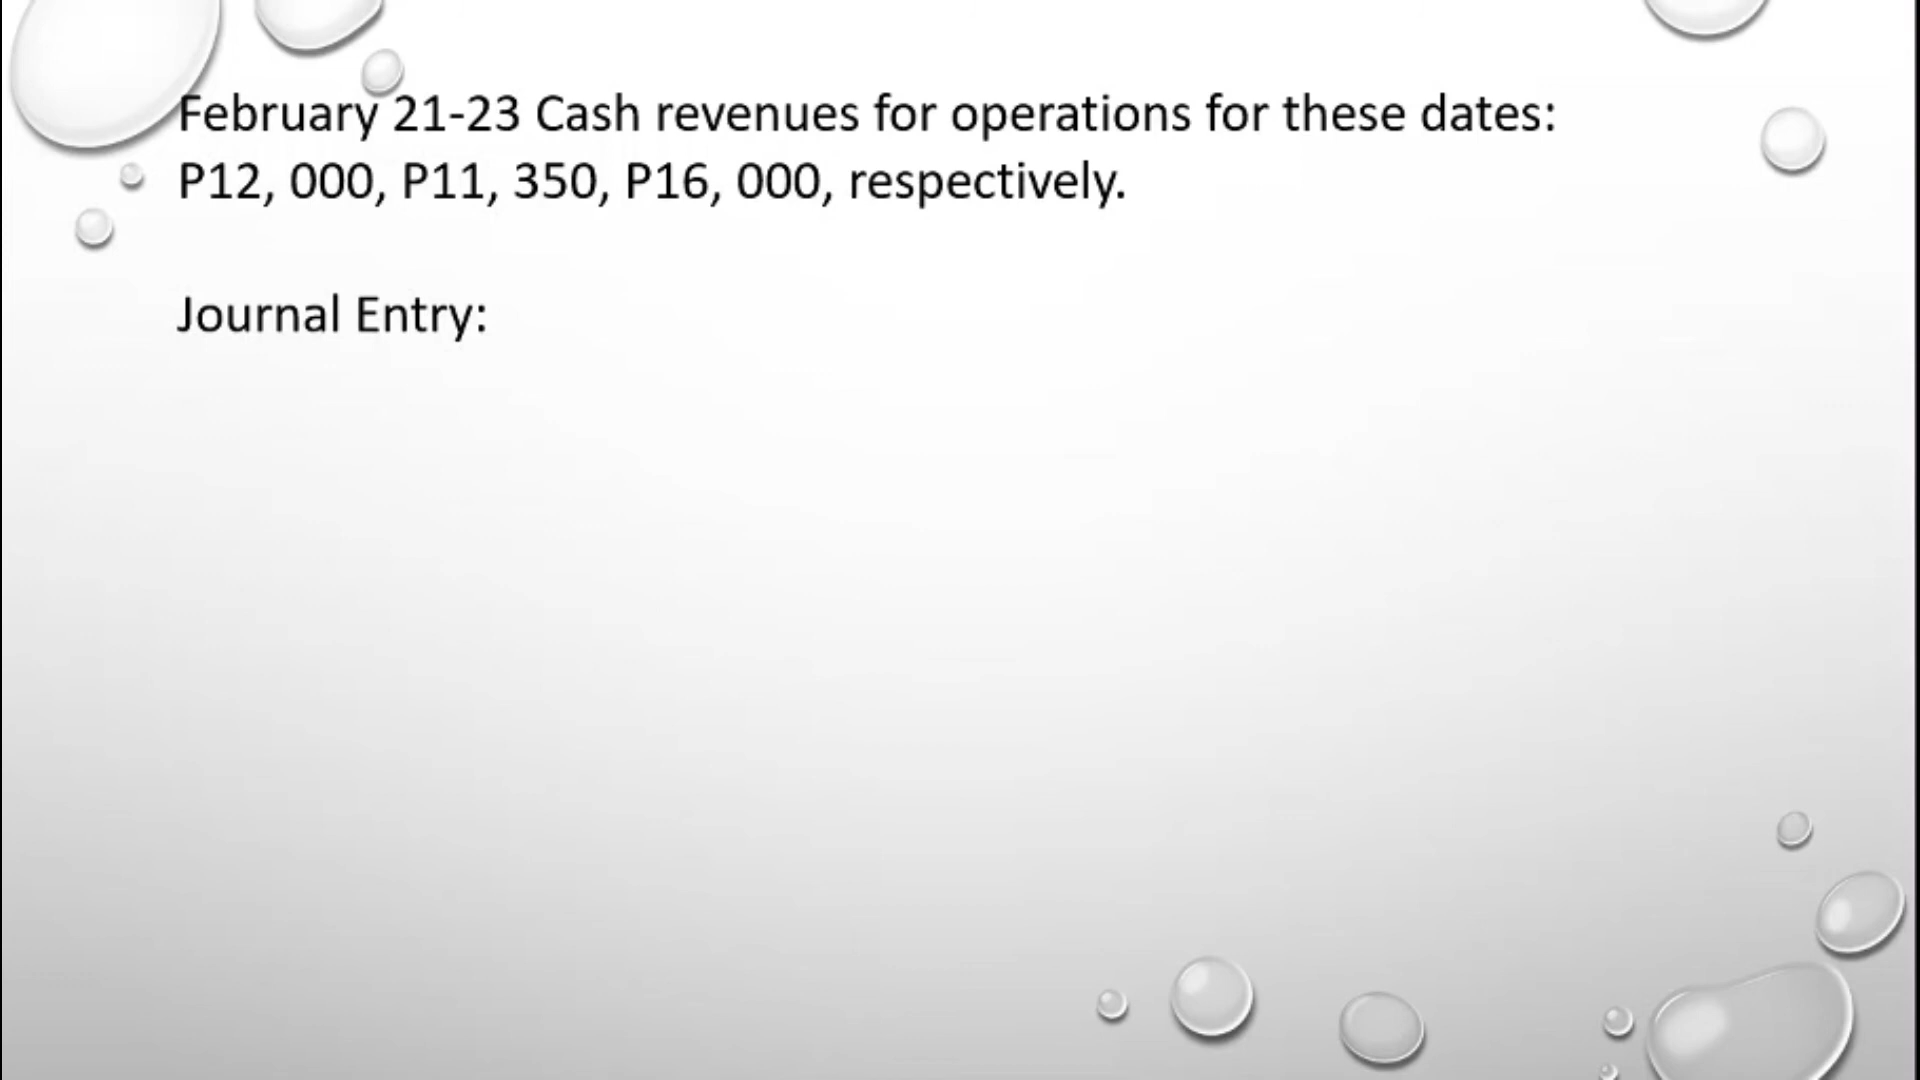 February 21-23 Cash revenues for operations for these dates:
P12, 000, P11, 350, P16, 000, respectively.
Journal Entry: